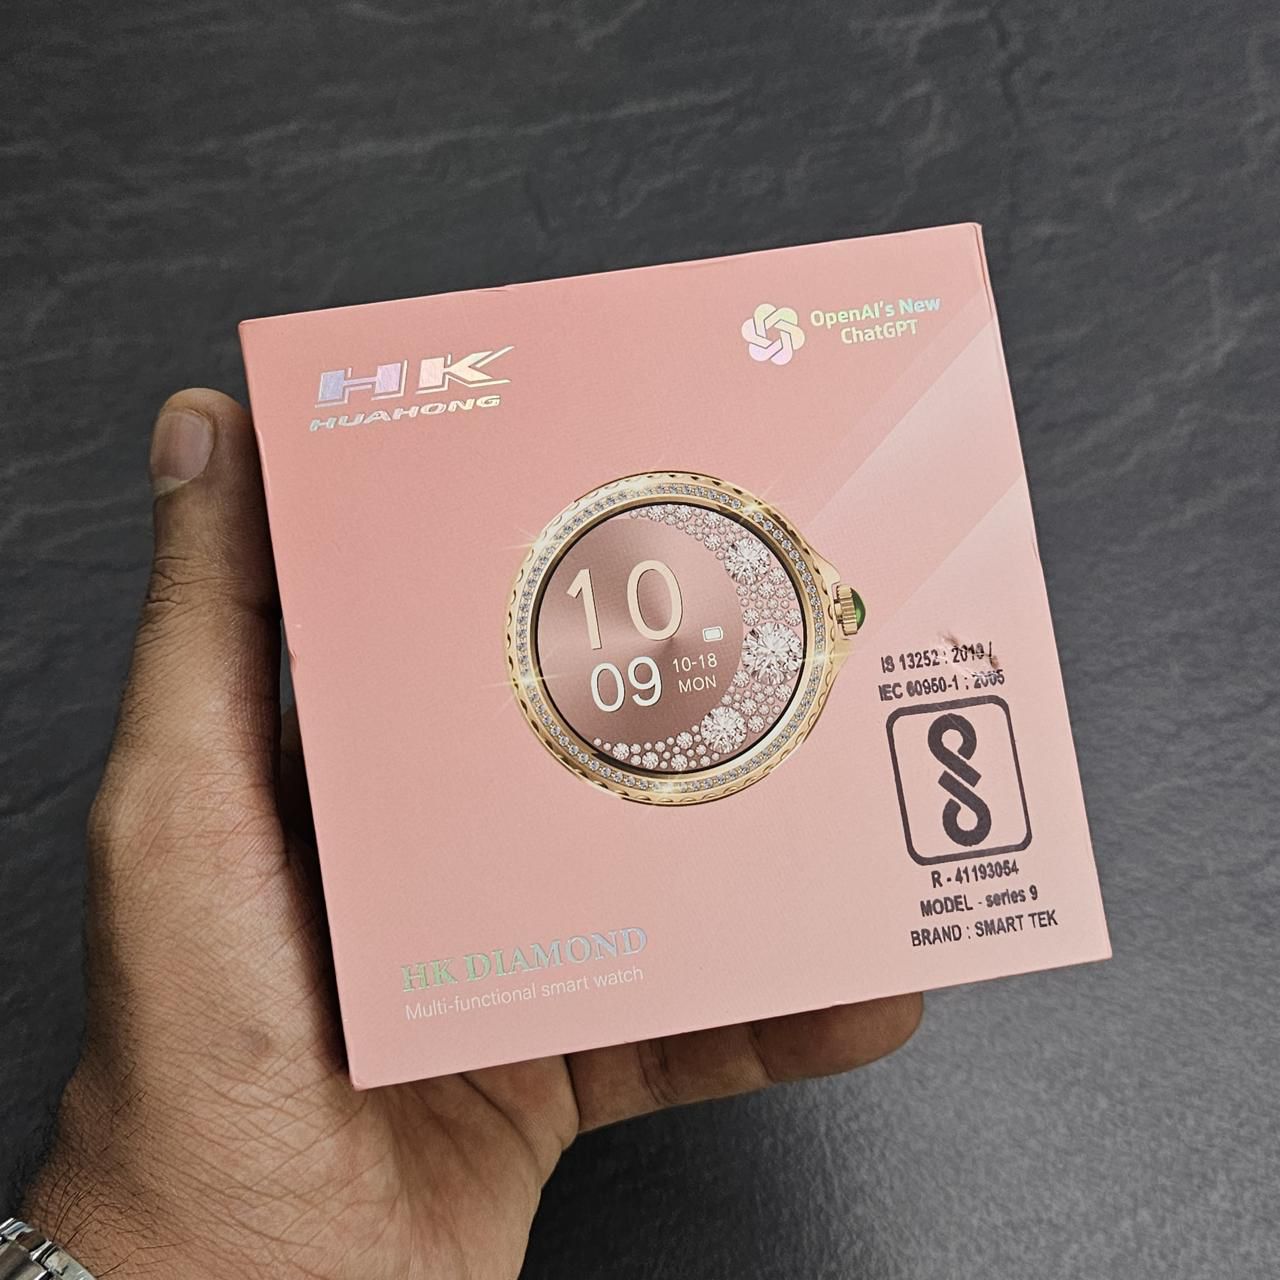 HK
HUAHONG
OpenAI's New
ChatGPT
10
09
10-18
MON
IS 13252 : 2010 /
IEC 60950-1 : 2005
R - 41193054
MODEL - series 9
BRAND : SMART TEK
HK DIAMOND
Multi-functional smart watch